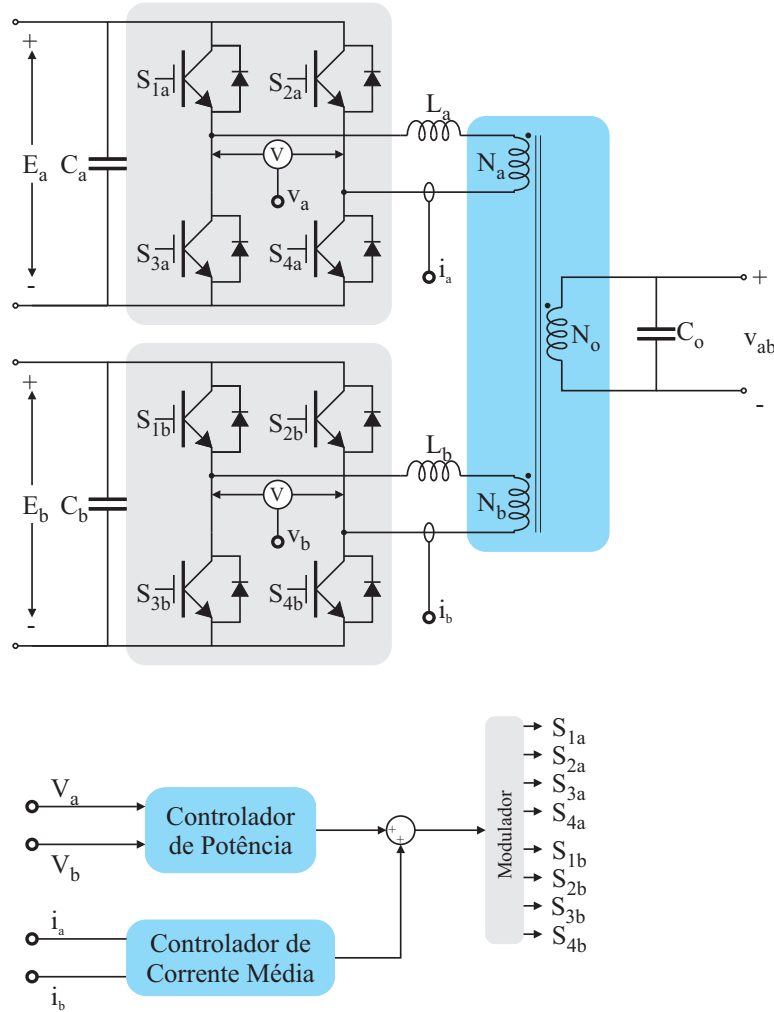 +
S1a
S2a
La
Ea
Ca
V
va
Na
S3a
S4a
ia
-
+
No
Co
vab
-
+
S1b
S2b
Lb
Eb
Cb
V
vb
Nb
S3b
S4b
ib
-
Va
Vb
Controlador
de Potência
+
+
ia
ib
Controlador de
Corrente Média
Modulador
S1a
S2a
S3a
S4a
S1b
S2b
S3b
S4b